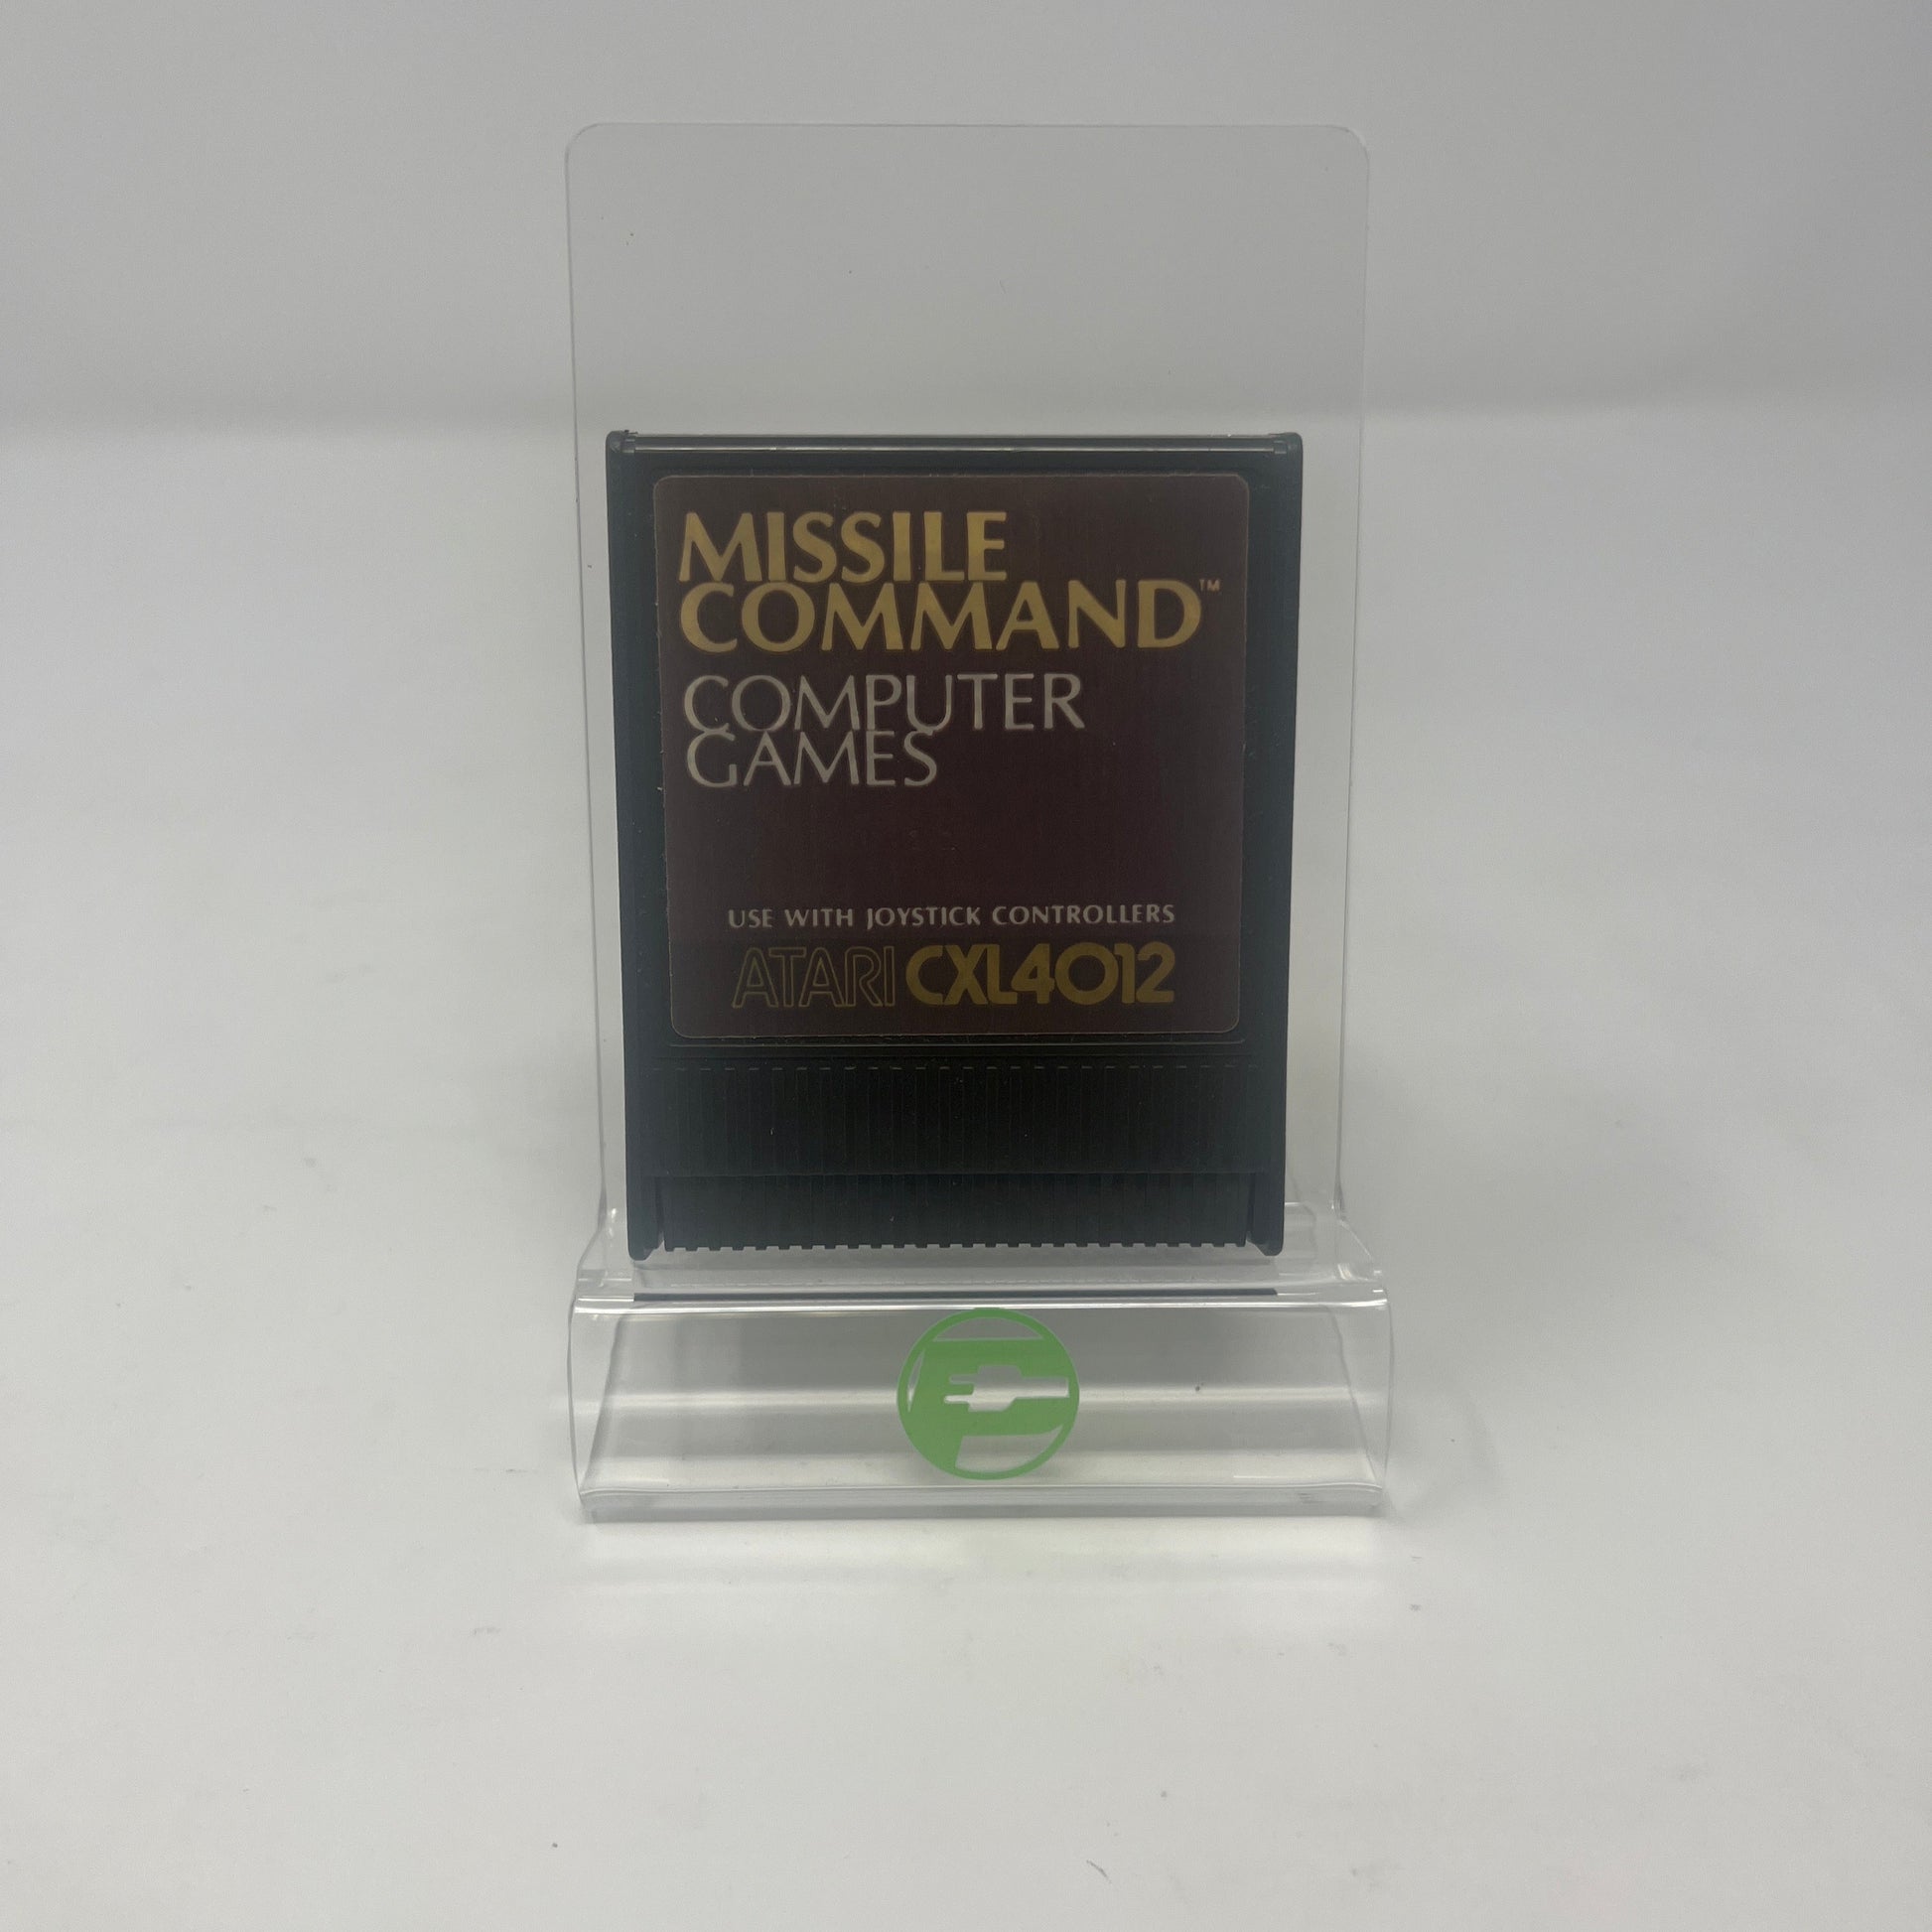 MISSILE
COMMAND™
COMPUTER
GAMES
USE WITH JOYSTICK CONTROLLERS
ATARI CXL4012